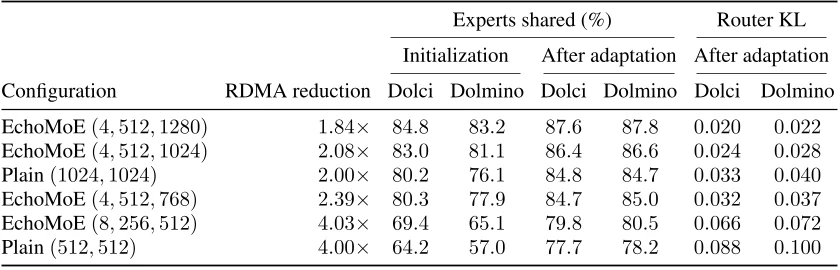 Experts shared (%) Router KL
Initialization After adaptation After adaptation
Configuration RDMA reduction Dolci Dolmino Dolci Dolmino Dolci Dolmino
EchoMoE (4, 512, 1280) 1.84× 84.8 83.2 87.6 87.8 0.020 0.022
EchoMoE (4, 512, 1024) 2.08× 83.0 81.1 86.4 86.6 0.024 0.028
Plain (1024, 1024) 2.00× 80.2 76.1 84.8 84.7 0.033 0.040
EchoMoE (4, 512, 768) 2.39× 80.3 77.9 84.7 85.0 0.032 0.037
EchoMoE (8, 256, 512) 4.03× 69.4 65.1 79.8 80.5 0.066 0.072
Plain (512, 512) 4.00× 64.2 57.0 77.7 78.2 0.088 0.100